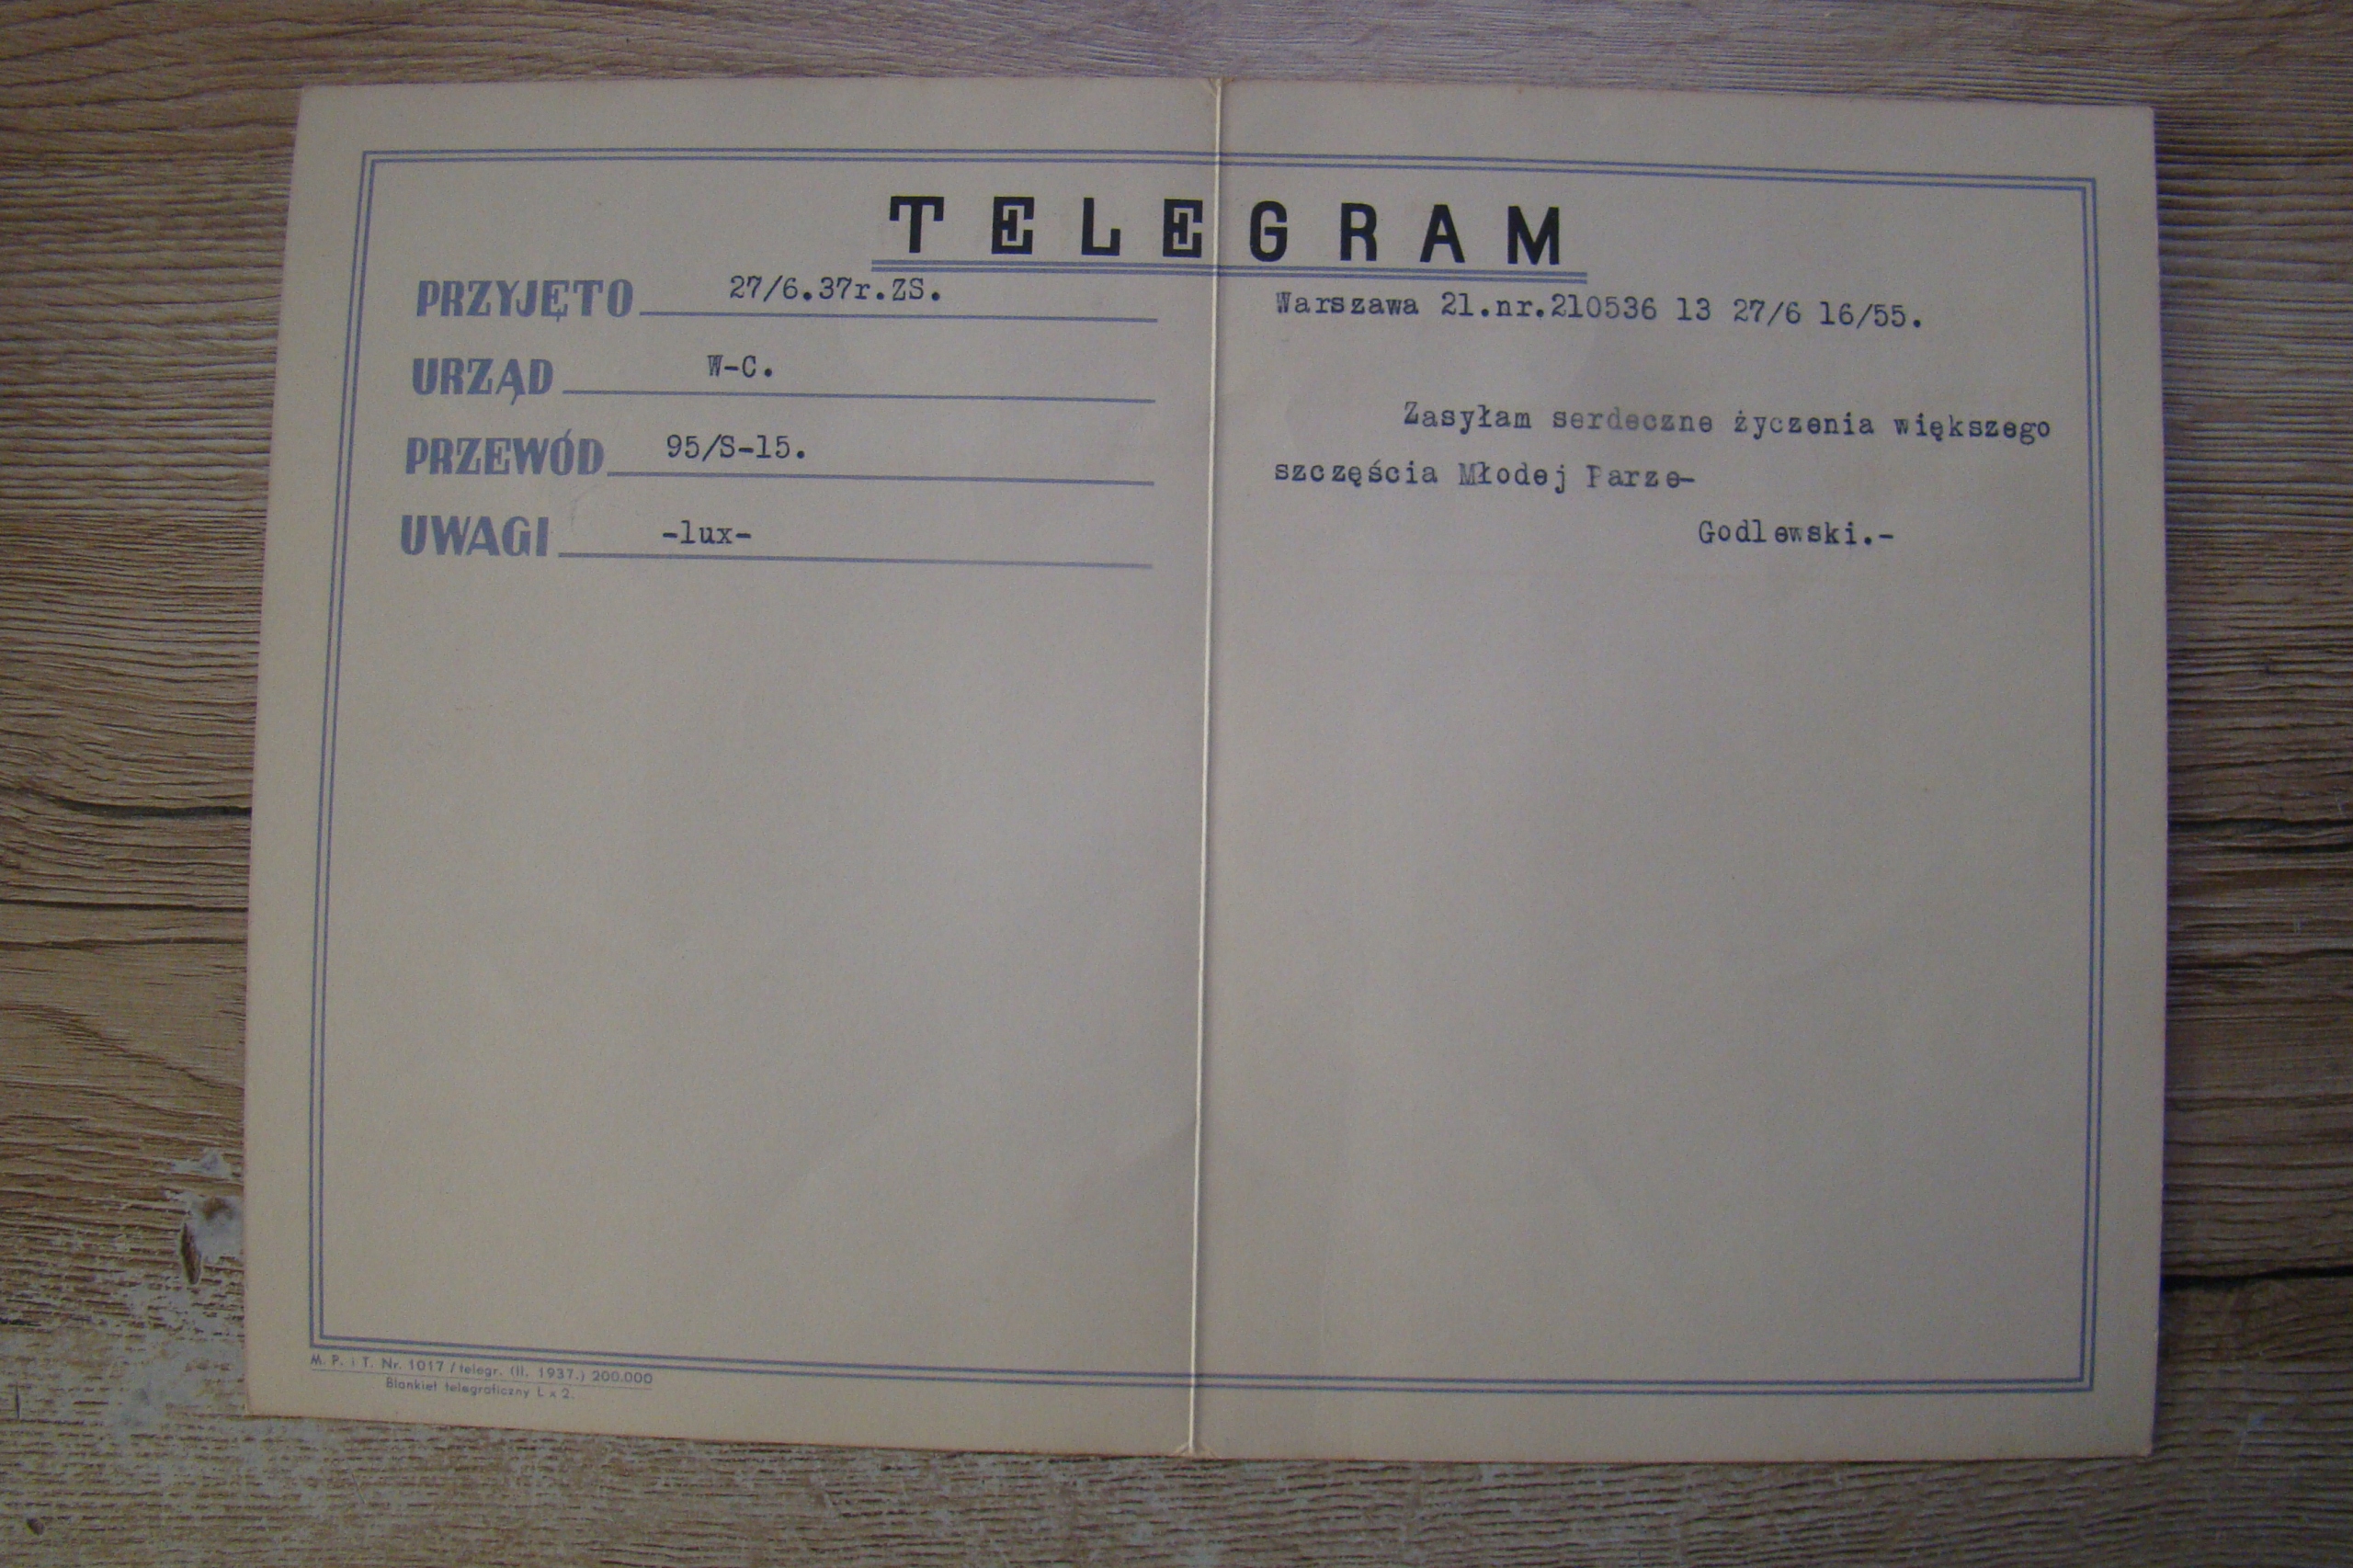 TELEGRAM
PRZYJĘTO 27/6.37r.ZS.
URZĄD W-C.
PRZEWÓD 95/S-15.
UWAGI -lux-
Warszawa 21.nr.210536 13 27/6 16/55.
Zasyłam serdeczne życzenia większego
szczęścia Młodej Parze-
Godlewski.-
M. P. i T. Nr. 1017 / telegr. (II. 1937.) 200.000
Blankiet telegraficzny L x 2.